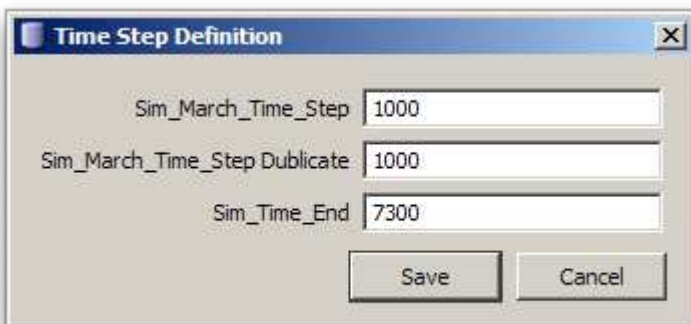 Time Step Definition
Sim_March_Time_Step 1000
Sim_March_Time_Step Dublicate 1000
Sim_Time_End 7300
Save Cancel